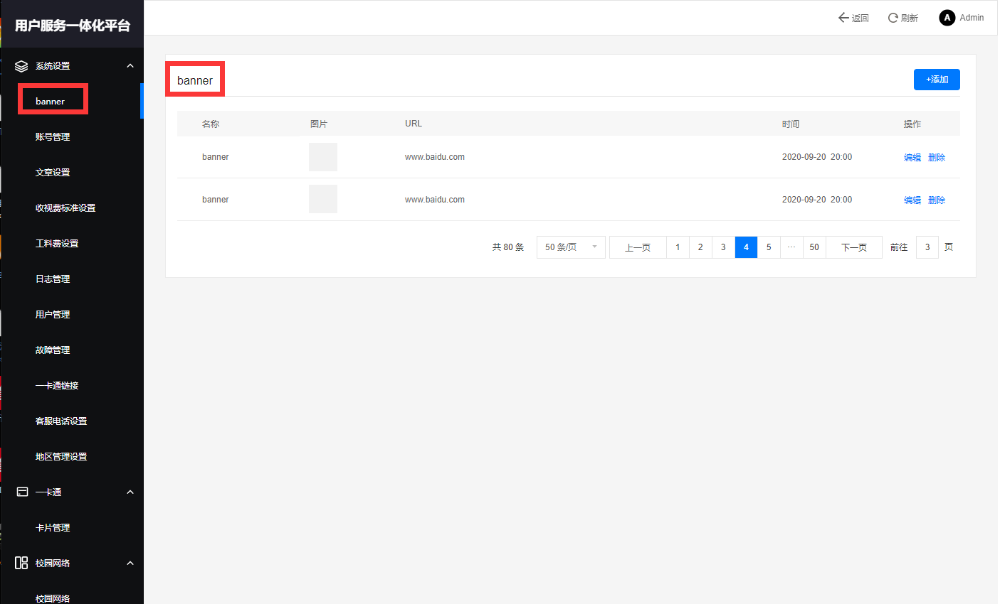 用户服务一体化平台
返回
刷新
A Admin
系统设置
banner
账号管理
文章设置
收视费标准设置
工料费设置
日志管理
用户管理
故障管理
一卡通链接
客服电话设置
地区管理设置
一卡通
卡片管理
校园网络
校园网络
banner
+添加
名称 图片 URL 时间 操作
banner www.baidu.com 2020-09-20 20:00 编辑 删除
banner www.baidu.com 2020-09-20 20:00 编辑 删除
共 80 条 50 条/页 上一页 1 2 3 4 5 ··· 50 下一页 前往 3 页